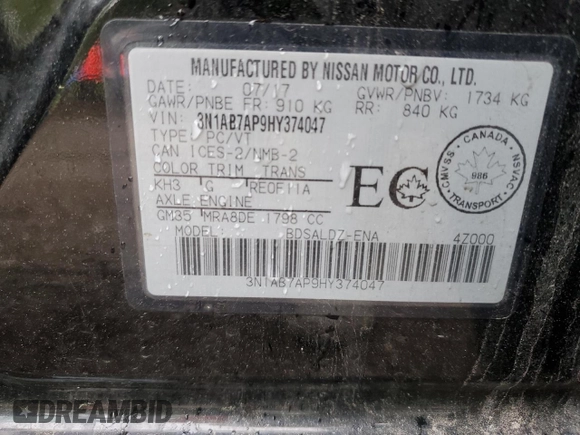 MANUFACTURED BY NISSAN MOTOR CO., LTD.
DATE: 07/17 GVWR/PNBV: 1734 KG
GAWR/PNBE FR: 910 KG RR: 840 KG
VIN: 3N1AB7AP9HY374047
TYPE: PC/VT
CAN ICES-2/NMB-2
COLOR TRIM TRANS
KH3 G REOF11A
AXLE ENGINE
GM35 MRA8DE 1798 CC
MODEL: BDSALDZ-ENA 4Z000
3N1AB7AP9HY374047
EC
CANADA
CMVSS NSVAC
986
TRANSPORT
DREAMBID